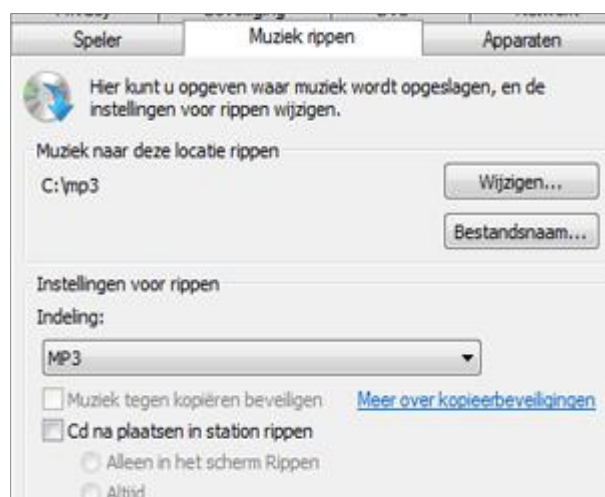 Speler Muziek rippen Apparaten
Hier kunt u opgeven waar muziek wordt opgeslagen, en de
instellingen voor rippen wijzigen.
Muziek naar deze locatie rippen
C:\mp3
Wijzigen...
Bestandsnaam...
Instellingen voor rippen
Indeling:
MP3
Muziek tegen kopiëren beveiligen Meer over kopieerbeveiligingen
Cd na plaatsen in station rippen
Alleen in het scherm Rippen
Altijd